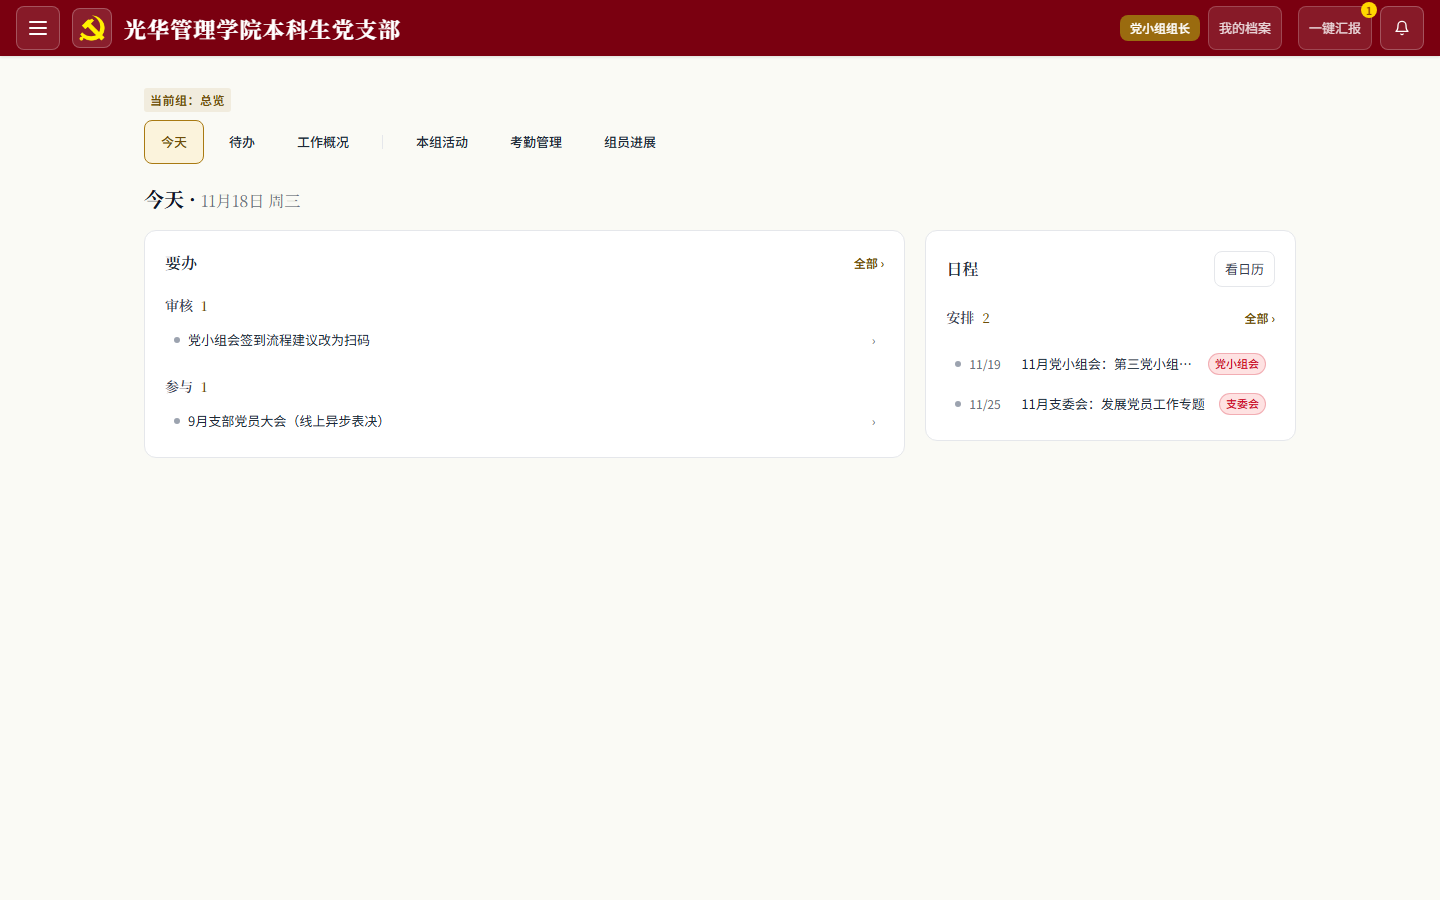 光华管理学院本科生党支部
党小组组长
我的档案
一键汇报
1
当前组：总览
今天 待办 工作概况 本组活动 考勤管理 组员进展
今天 · 11月18日 周三
要办
全部 ›
审核 1
党小组会签到流程建议改为扫码 ›
参与 1
9月支部党员大会（线上异步表决） ›
日程
看日历
安排 2
全部 ›
11/19 11月党小组会：第三党小组… 党小组会
11/25 11月支委会：发展党员工作专题 支委会